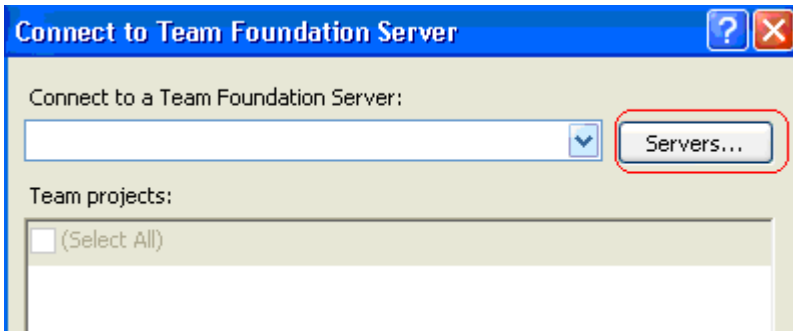 Connect to Team Foundation Server
Connect to a Team Foundation Server:
Servers...
Team projects:
(Select All)